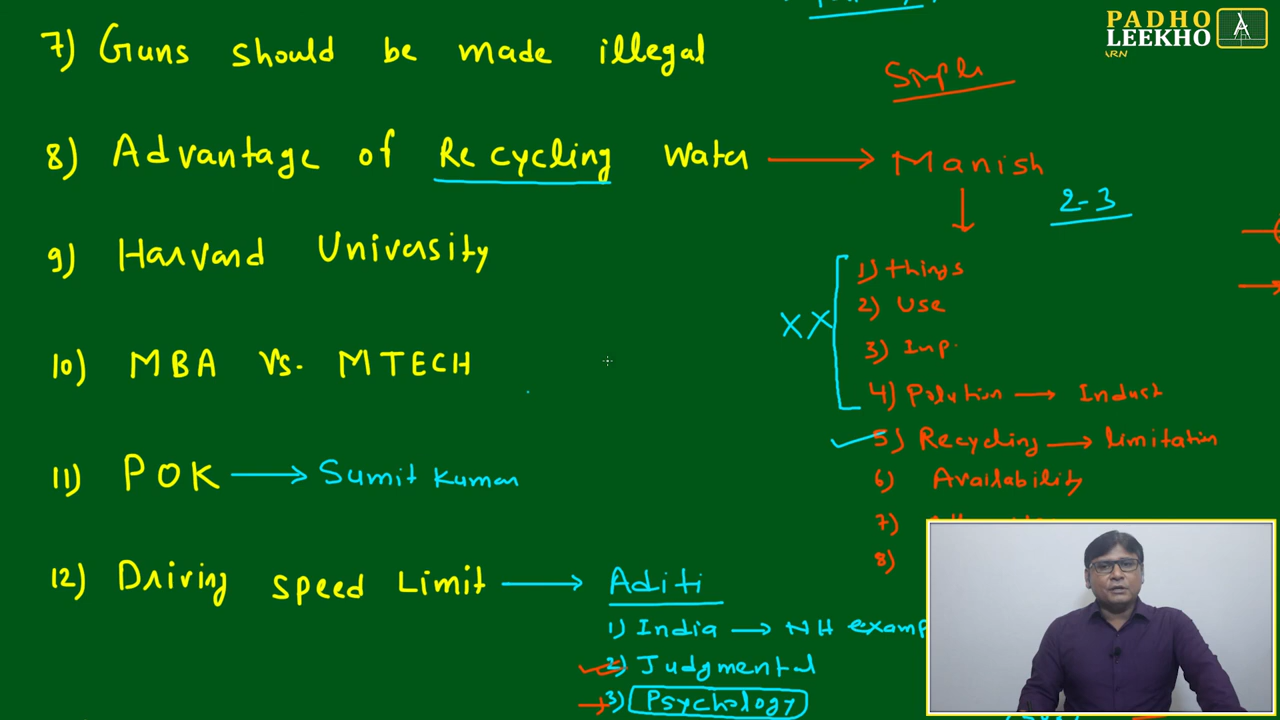 PADHO
LEEKHO
7) Guns should be made illegal
8) Advantage of Recycling Water → Manish
2-3
9) Harvard University
1) things
2) Use
3) Imp.
XX
10) MBA Vs. MTECH
4) Polution → Indust
5) Recycling → limitation
6) Availability
11) POK → Sumit Kumar
7)
8)
12) Driving Speed Limit → Aditi
1) India → NH examp
2) Judgmental
3) Psychology